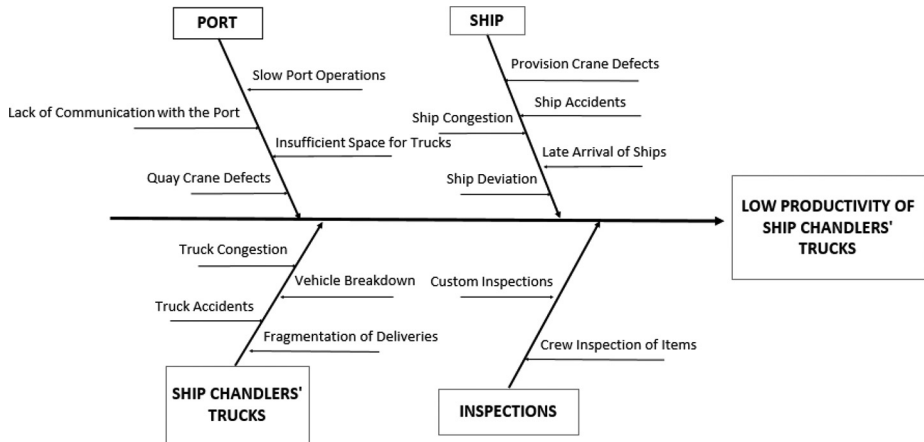 PORT
SHIP
Slow Port Operations
Provision Crane Defects
Lack of Communication with the Port
Ship Accidents
Ship Congestion
Insufficient Space for Trucks
Late Arrival of Ships
Quay Crane Defects
Ship Deviation
LOW PRODUCTIVITY OF
SHIP CHANDLERS'
TRUCKS
Truck Congestion
Vehicle Breakdown
Custom Inspections
Truck Accidents
Fragmentation of Deliveries
Crew Inspection of Items
SHIP CHANDLERS'
TRUCKS
INSPECTIONS